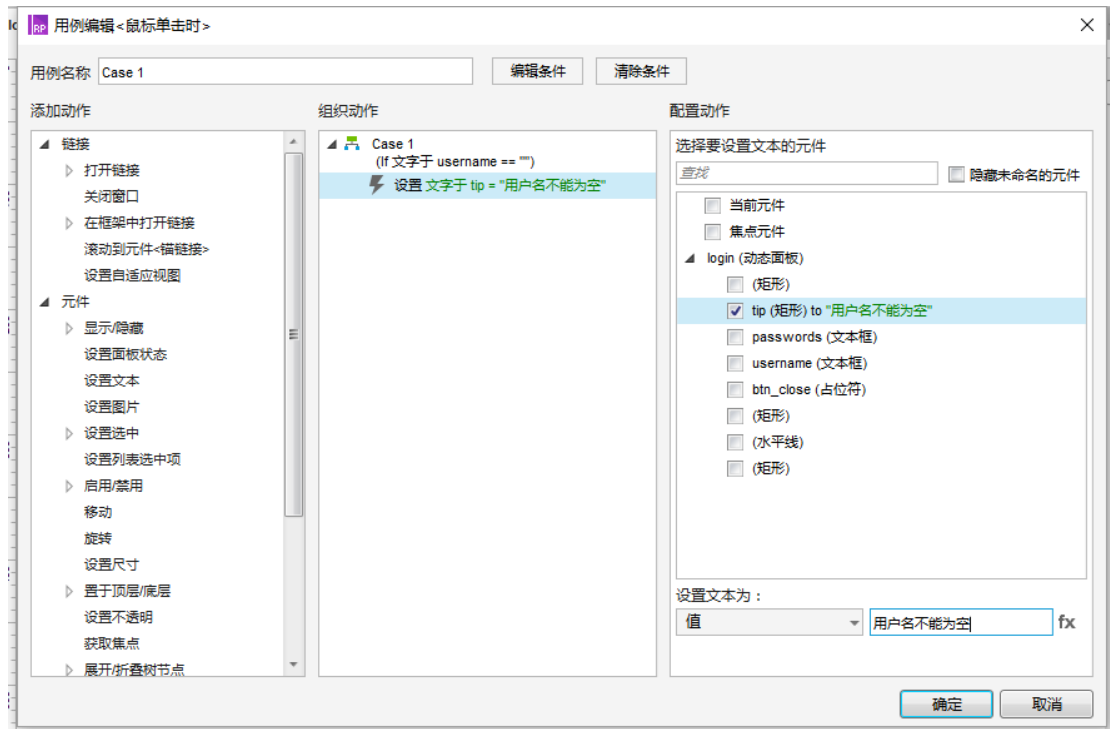 RP 用例编辑<鼠标单击时>
用例名称 Case 1 编辑条件 清除条件
添加动作 组织动作 配置动作
链接
打开链接
关闭窗口
在框架中打开链接
滚动到元件<锚链接>
设置自适应视图
元件
显示/隐藏
设置面板状态
设置文本
设置图片
设置选中
设置列表选中项
启用/禁用
移动
旋转
设置尺寸
置于顶层/底层
设置不透明
获取焦点
展开/折叠树节点
Case 1
(If 文字于 username == "")
设置 文字于 tip = "用户名不能为空"
选择要设置文本的元件
查找 隐藏未命名的元件
当前元件
焦点元件
login (动态面板)
(矩形)
tip (矩形) to "用户名不能为空"
passwords (文本框)
username (文本框)
btn_close (占位符)
(矩形)
(水平线)
(矩形)
设置文本为：
值 用户名不能为空 fx
确定 取消